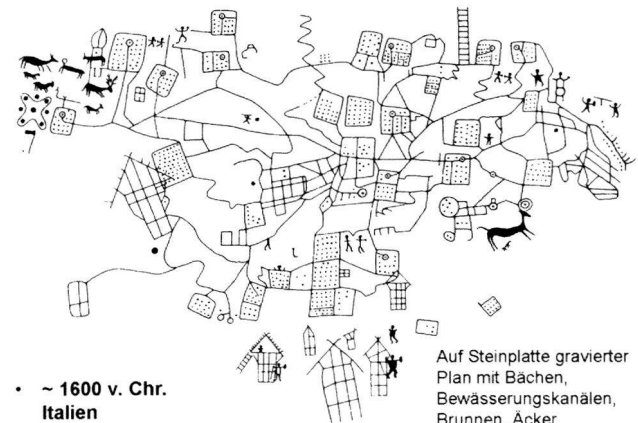 • ~ 1600 v. Chr.
Italien
Auf Steinplatte gravierter
Plan mit Bächen,
Bewässerungskanälen,
Brunnen, Äcker